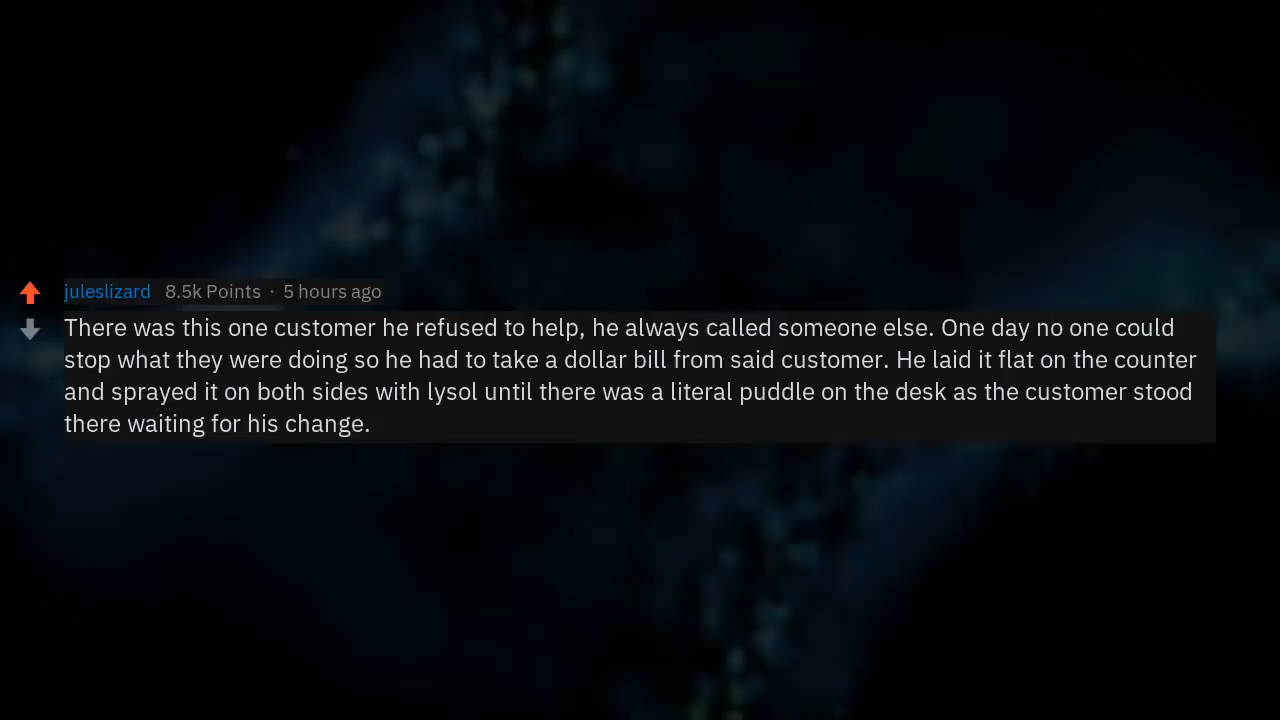 juleslizard 8.5k Points · 5 hours ago
There was this one customer he refused to help, he always called someone else. One day no one could
stop what they were doing so he had to take a dollar bill from said customer. He laid it flat on the counter
and sprayed it on both sides with lysol until there was a literal puddle on the desk as the customer stood
there waiting for his change.